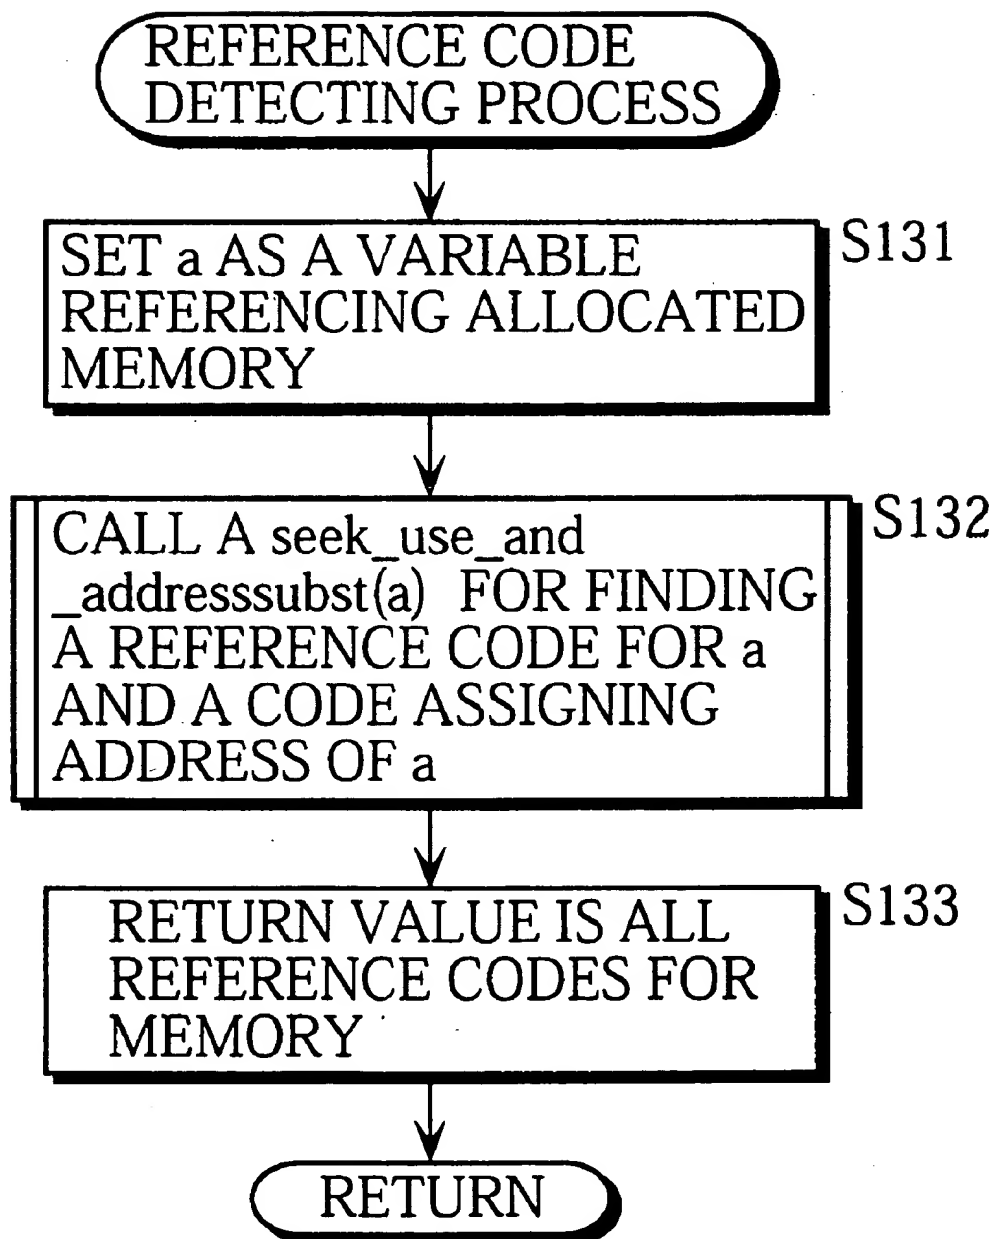 REFERENCE CODE
DETECTING PROCESS
SET a AS A VARIABLE
REFERENCING ALLOCATED
MEMORY
S131
CALL A seek_use_and
_addresssubst(a) FOR FINDING
A REFERENCE CODE FOR a
AND A CODE ASSIGNING
ADDRESS OF a
S132
RETURN VALUE IS ALL
REFERENCE CODES FOR
MEMORY
S133
RETURN